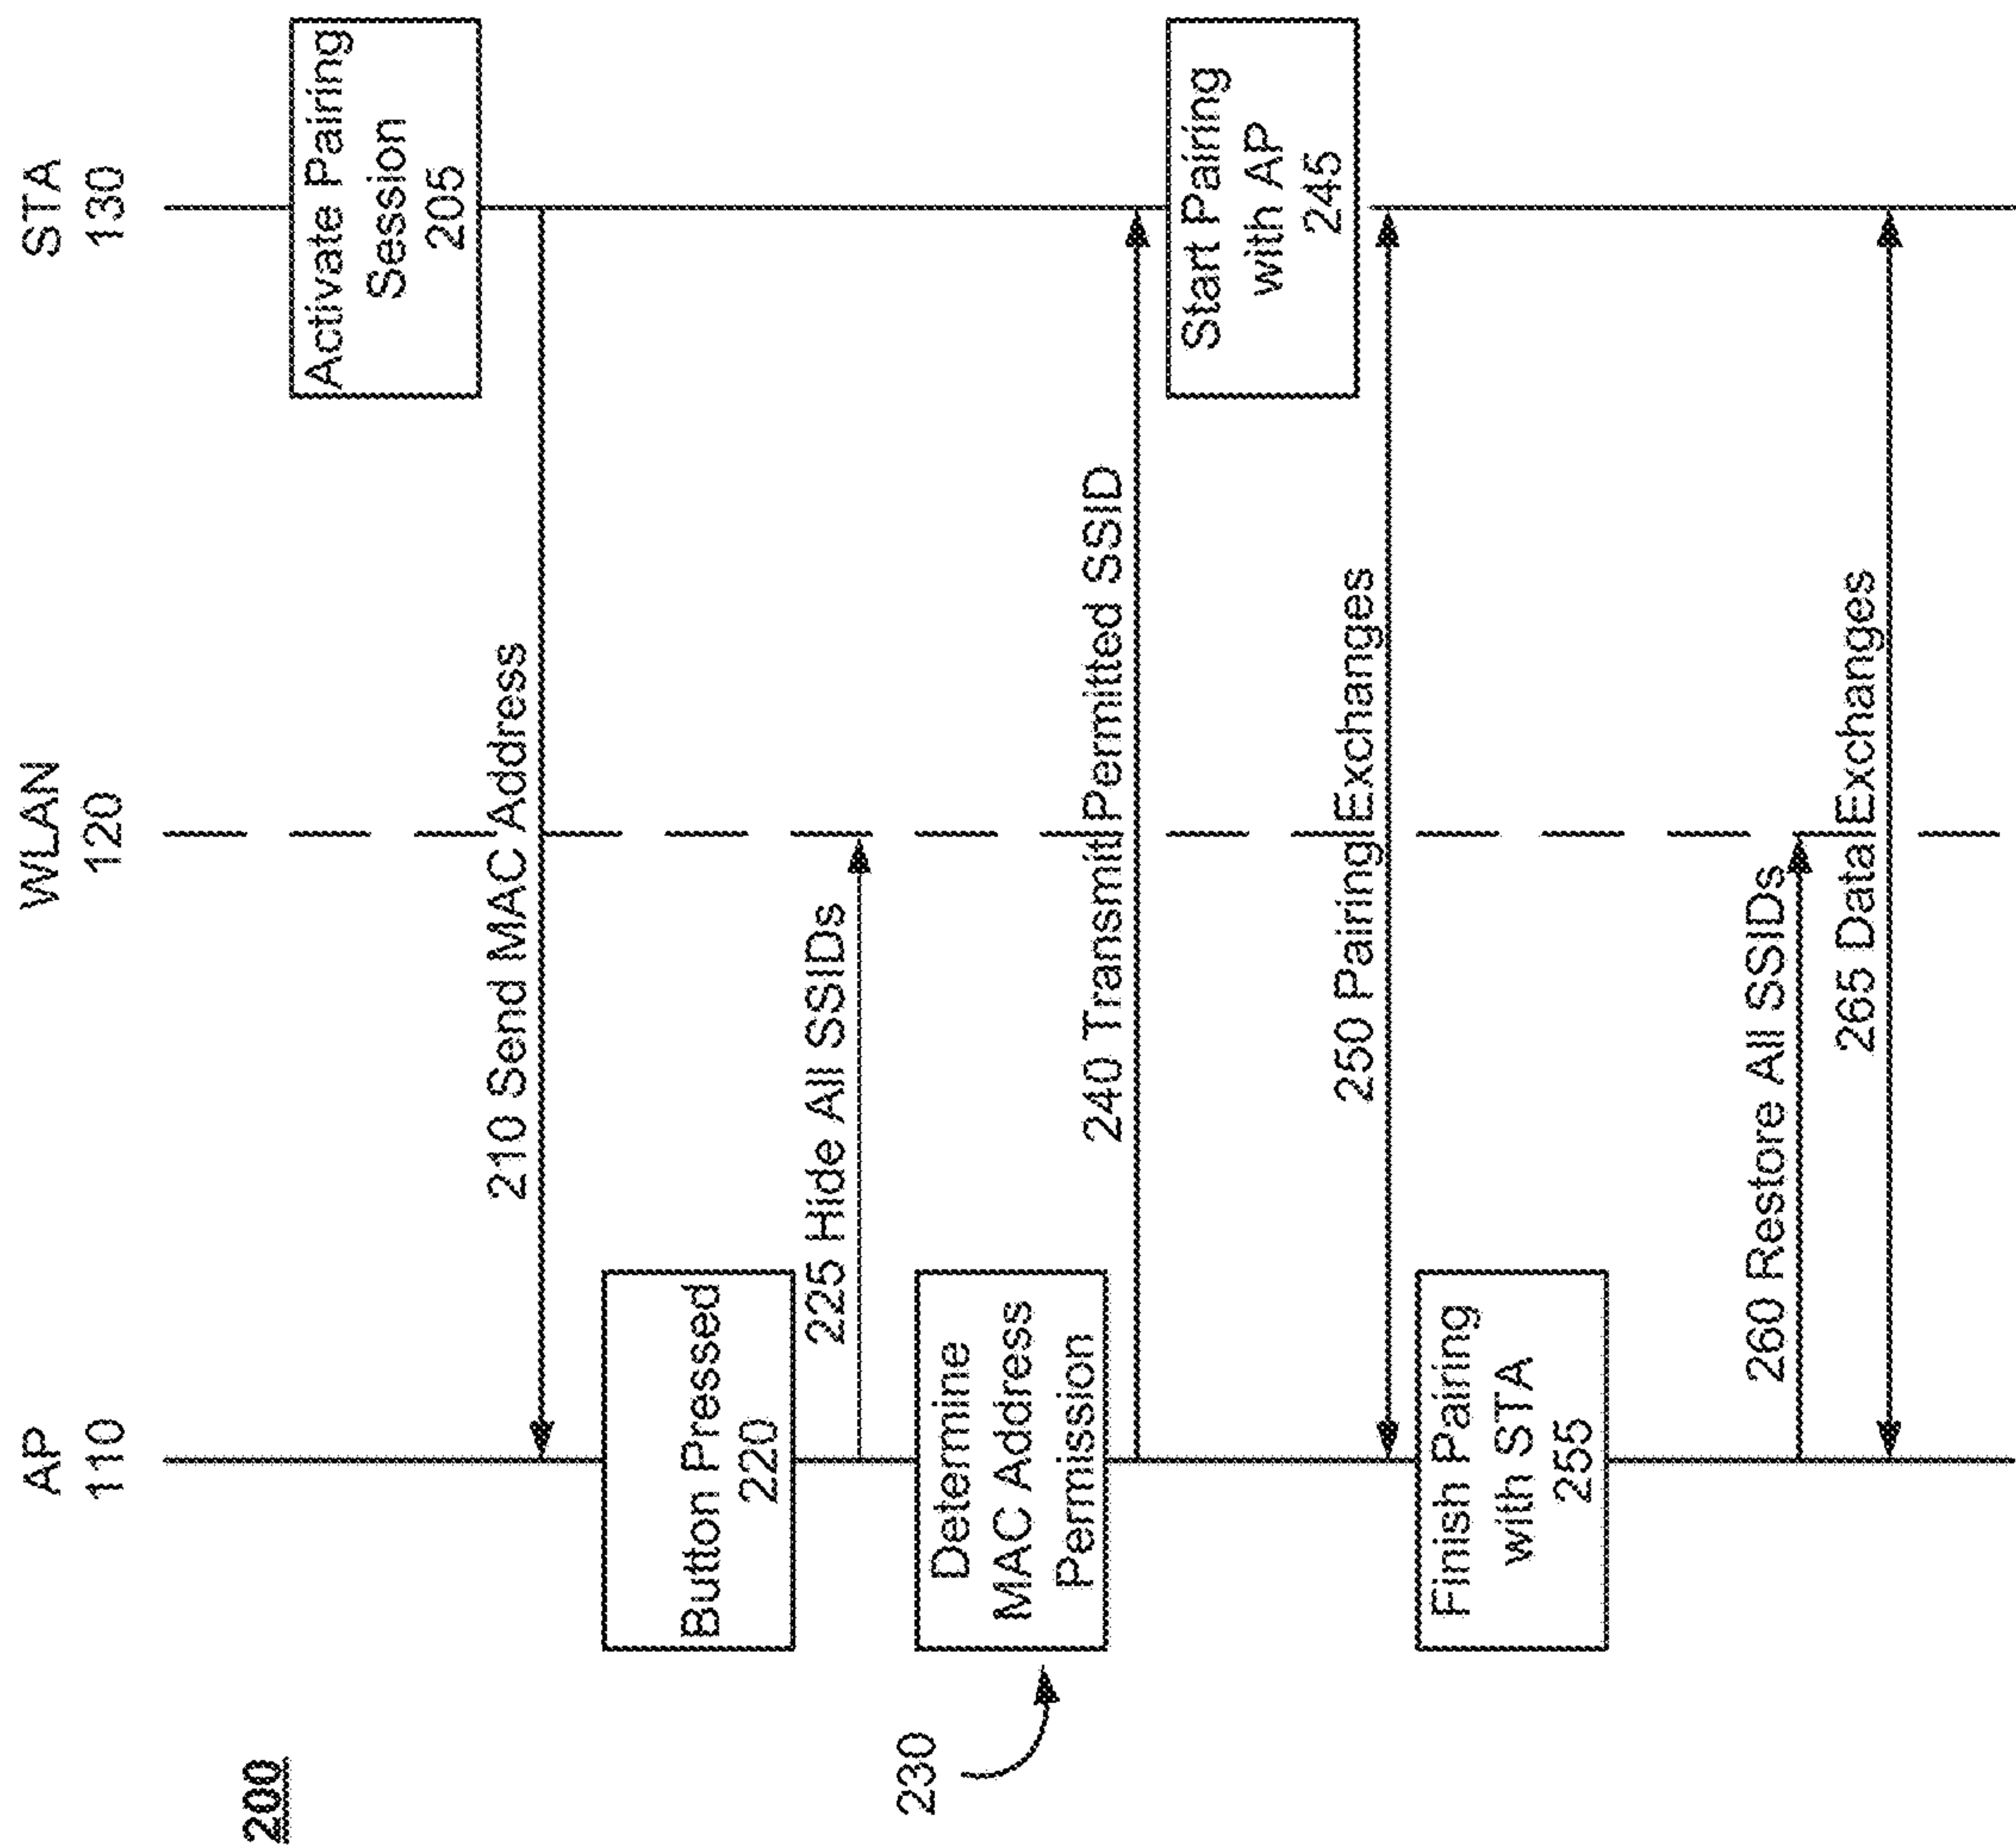 200
AP
110
WLAN
120
STA
130
Activate Pairing
Session
205
210 Send MAC Address
Button Pressed
220
225 Hide All SSIDs
230
Determine
MAC Address
Permission
240 Transmit Permitted SSID
Start Pairing
with AP
245
250 Pairing Exchanges
Finish Pairing
with STA
255
260 Restore All SSIDs
265 Data Exchanges